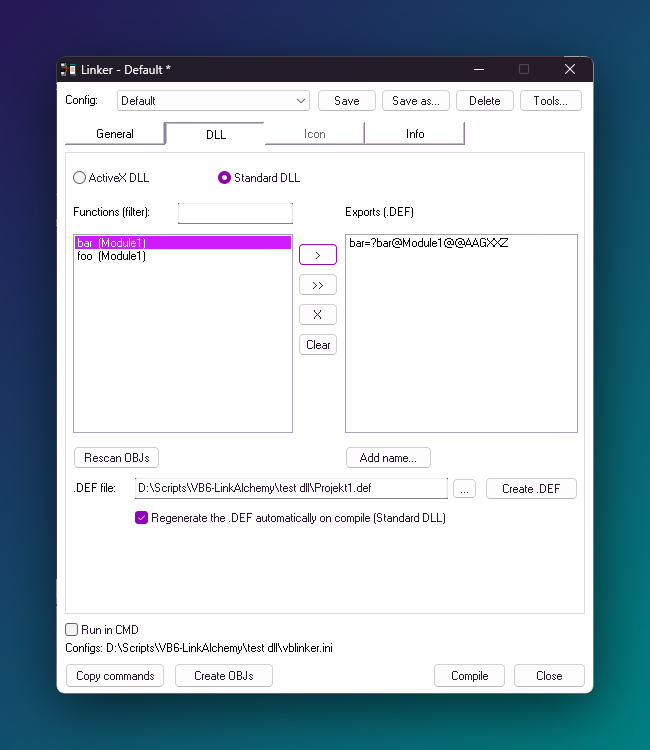 Linker - Default *
Config: Default Save Save as... Delete Tools...
General DLL Icon Info
ActiveX DLL Standard DLL
Functions (filter): Exports (.DEF)
bar (Module1) > bar=?bar@Module1@@AAGXXZ
foo (Module1)
>>
X
Clear
Rescan OBJs Add name...
.DEF file: D:\Scripts\VB6-LinkAlchemy\test dll\Projekt1.def ... Create .DEF
Regenerate the .DEF automatically on compile (Standard DLL)
Run in CMD
Configs: D:\Scripts\VB6-LinkAlchemy\test dll\vblinker.ini
Copy commands Create OBJs Compile Close